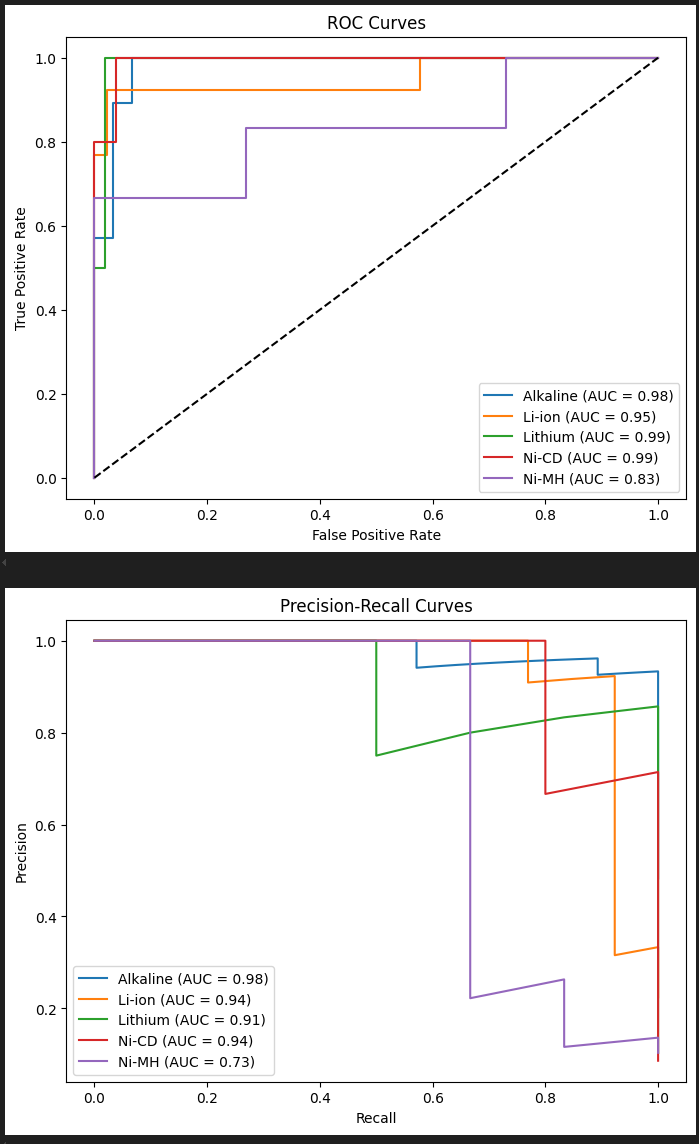 ROC Curves
1.0
0.8
0.6
0.4
0.2
0.0
True Positive Rate
Alkaline (AUC = 0.98)
Li-ion (AUC = 0.95)
Lithium (AUC = 0.99)
Ni-CD (AUC = 0.99)
Ni-MH (AUC = 0.83)
0.0 0.2 0.4 0.6 0.8 1.0
False Positive Rate
Precision-Recall Curves
1.0
0.8
0.6
0.4
0.2
Precision
Alkaline (AUC = 0.98)
Li-ion (AUC = 0.94)
Lithium (AUC = 0.91)
Ni-CD (AUC = 0.94)
Ni-MH (AUC = 0.73)
0.0 0.2 0.4 0.6 0.8 1.0
Recall